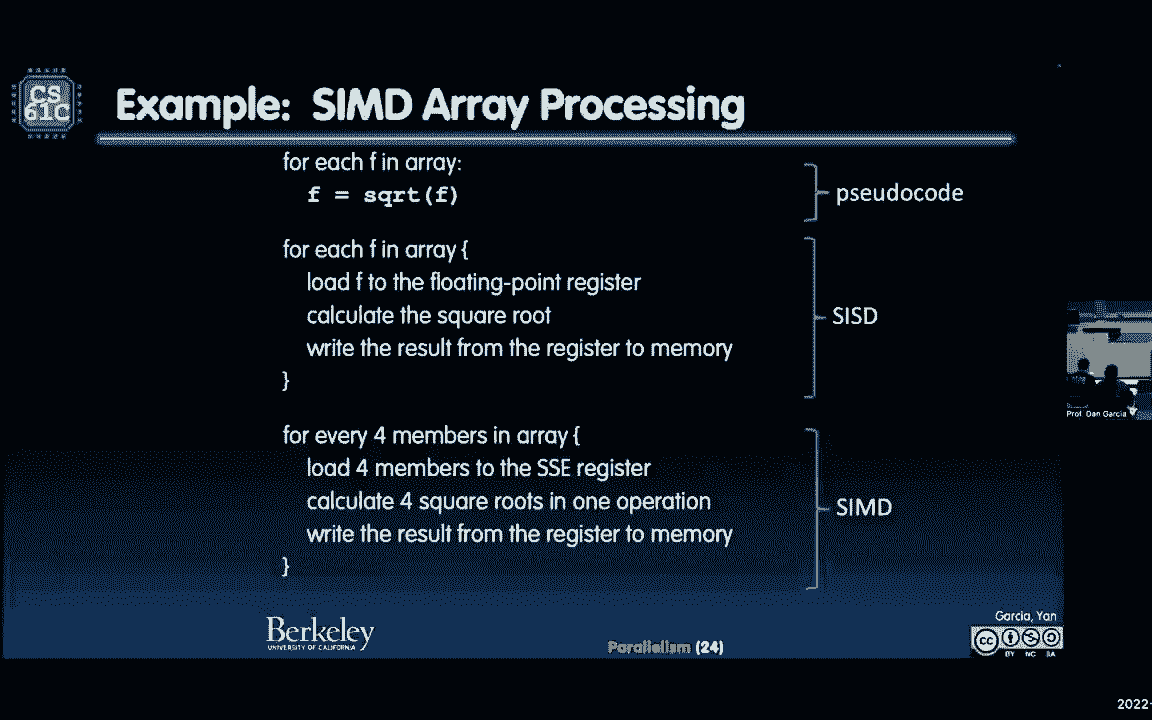 CS
61C
Example: SIMD Array Processing
for each f in array:
f = sqrt(f)
pseudocode
for each f in array {
load f to the floating-point register
calculate the square root
write the result from the register to memory
}
SISD
for every 4 members in array {
load 4 members to the SSE register
calculate 4 square roots in one operation
write the result from the register to memory
}
SIMD
Prof. Dan Garcia
Berkeley
UNIVERSITY OF CALIFORNIA
Parallelism (24)
Garcia, Yan
cc
BY NC SA
2022-